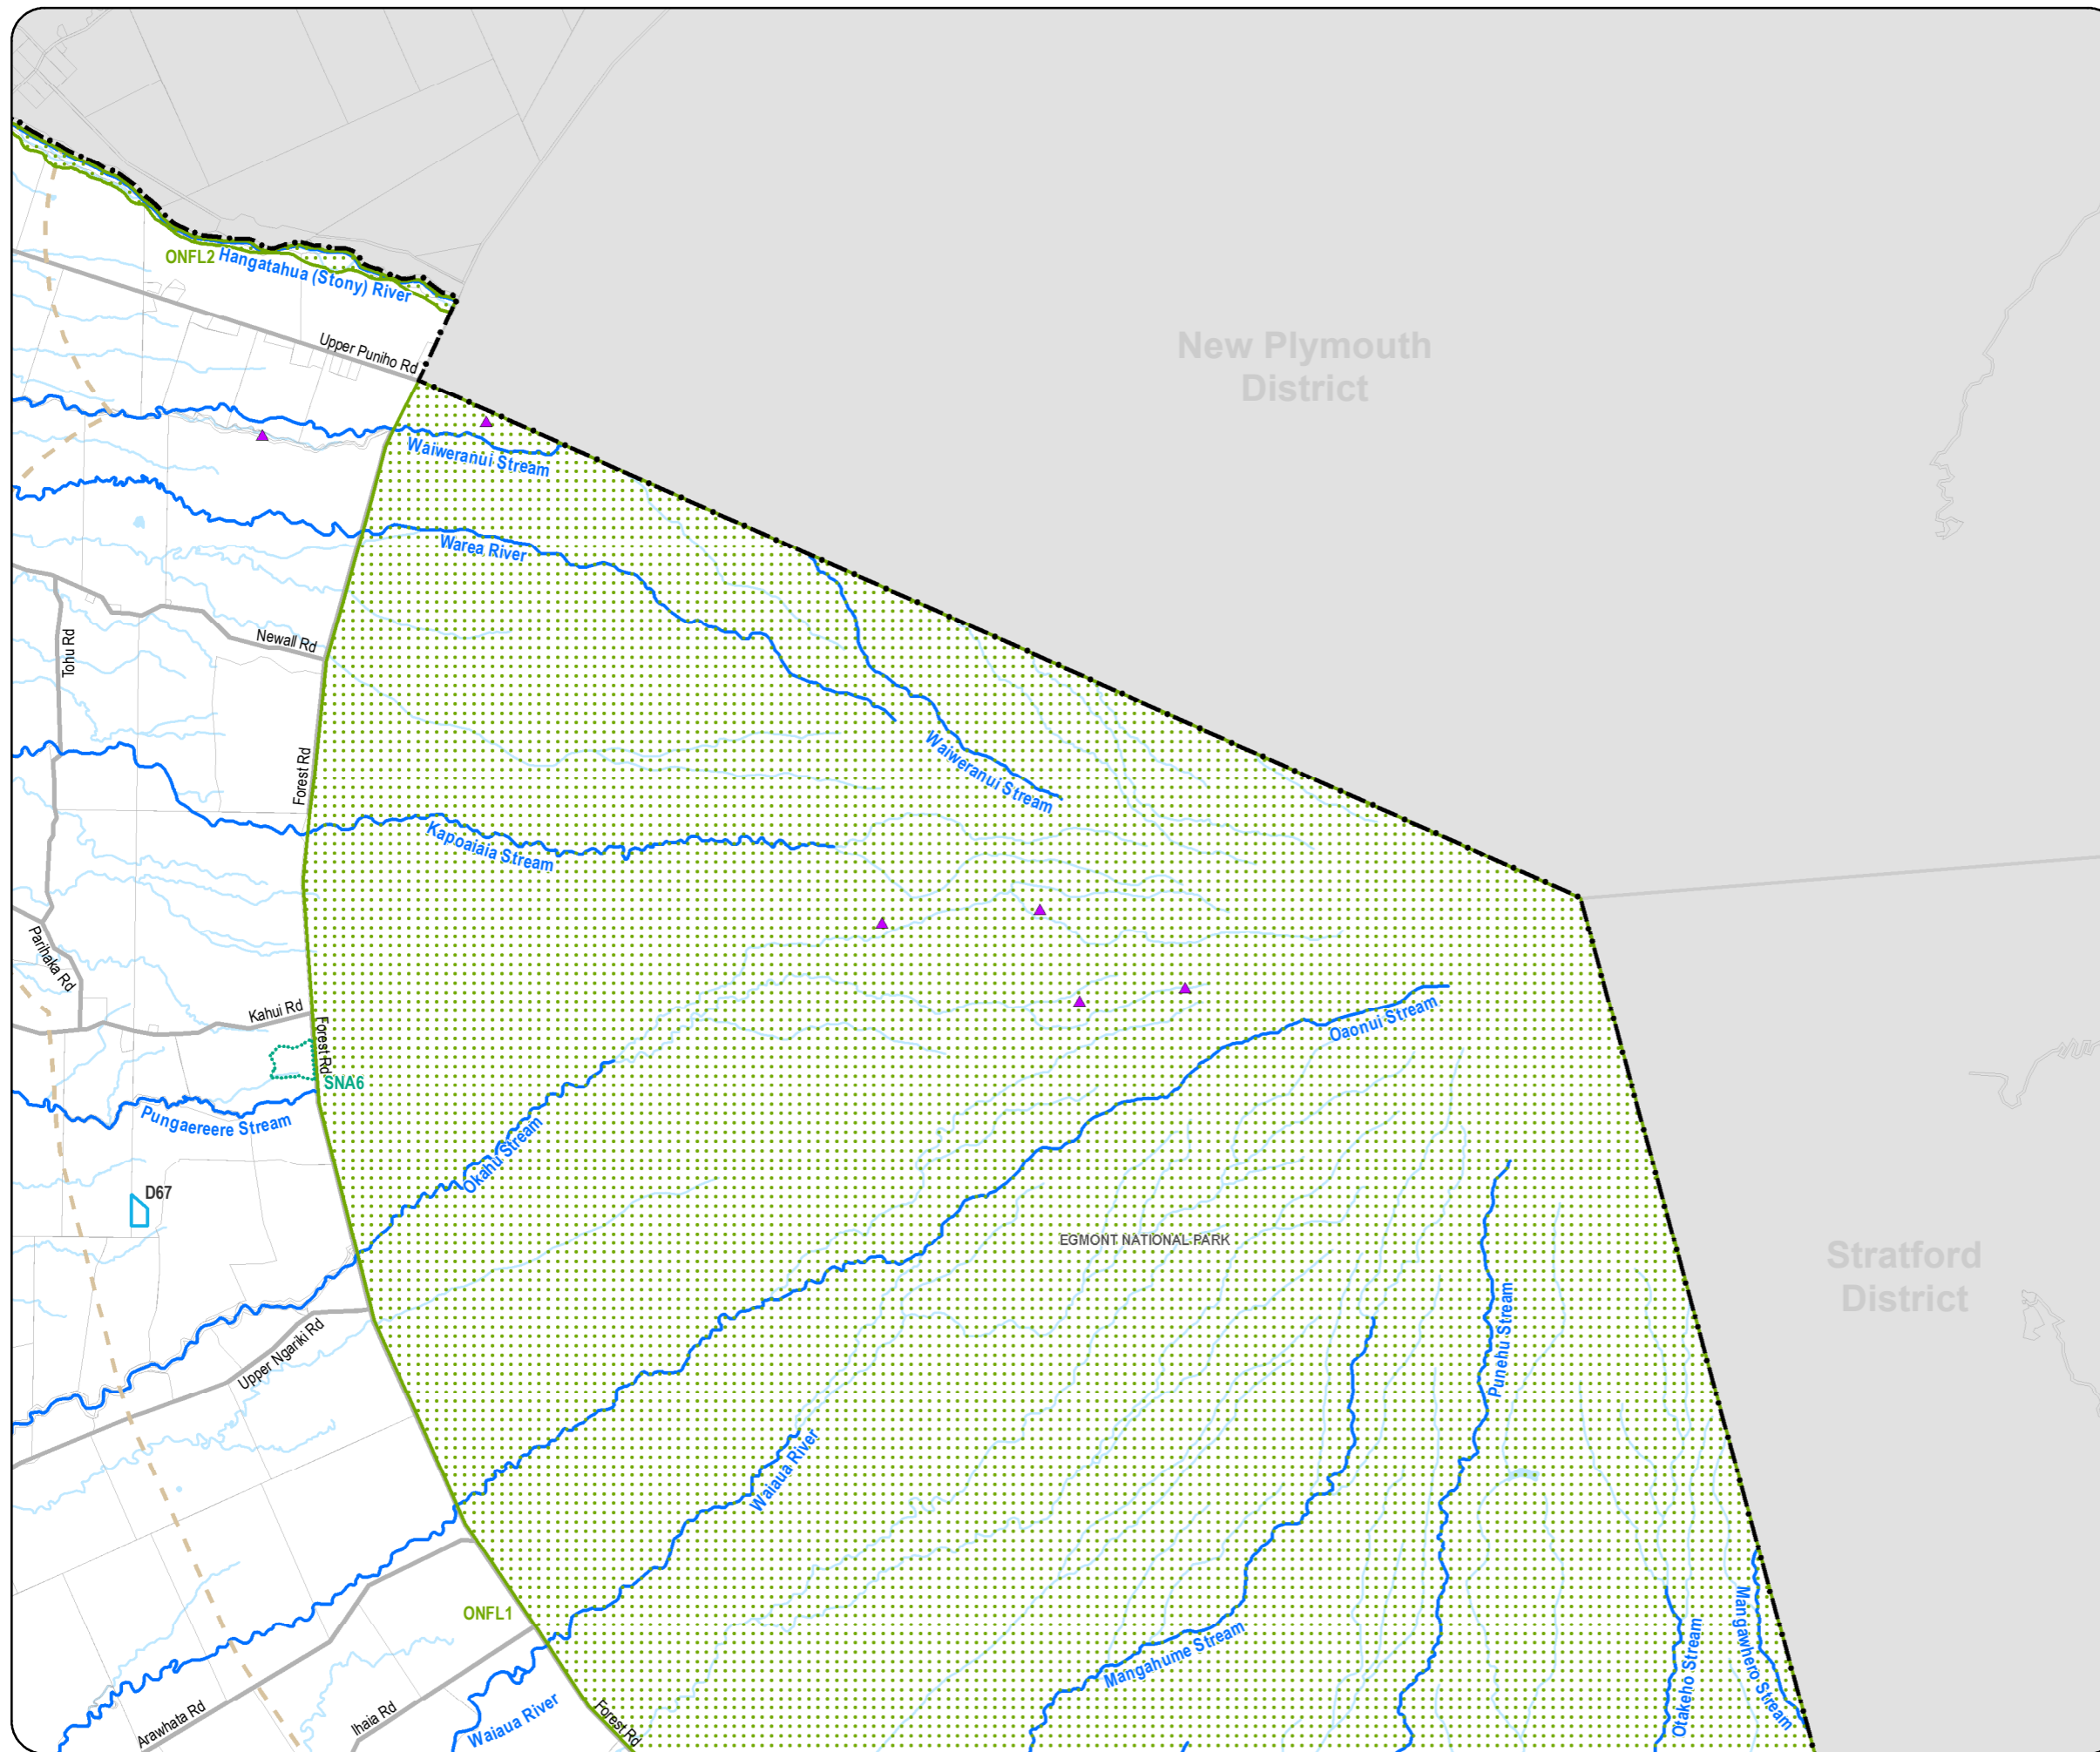 ONFL2
Hangatahua (Stony) River
New Plymouth
District
Upper Puniho Rd
Waiweranui Stream
Warea River
Newall Rd
Tohu Rd
Waiweranui Stream
Forest Rd
Kapoaiaia Stream
Parihaka Rd
Kahui Rd
Forest Rd
Oaonui Stream
SNA6
Pungaereere Stream
Okahu Stream
D67
EGMONT NATIONAL PARK
Stratford
District
Punehu Stream
Upper Ngariki Rd
Waiaua River
ONFL1
Mangahume Stream
Otakeho Stream
Mangawhero Stream
Arawhata Rd
Ihaia Rd
Waiaua River
Forest Rd